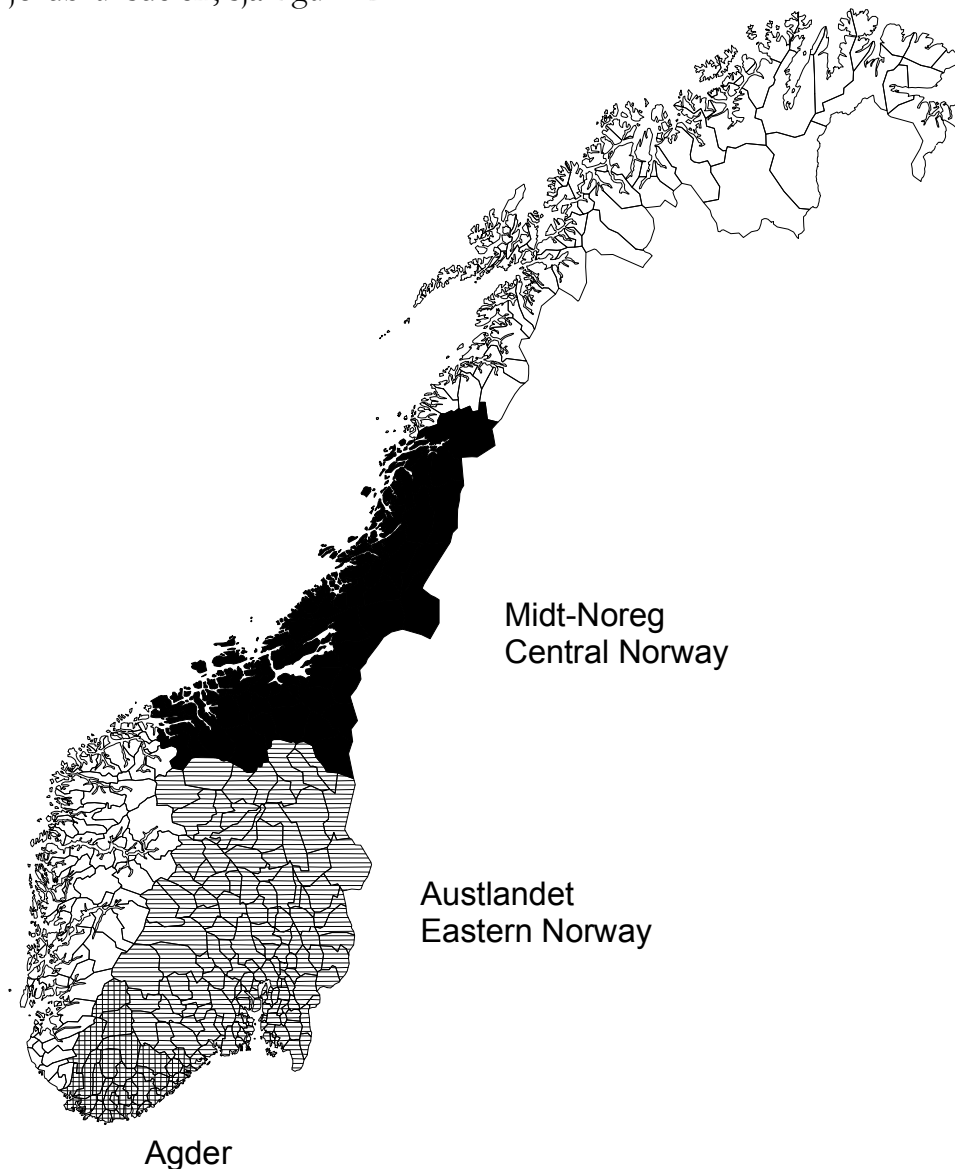 Midt-Noreg
Central Norway
Austlandet
Eastern Norway
Agder